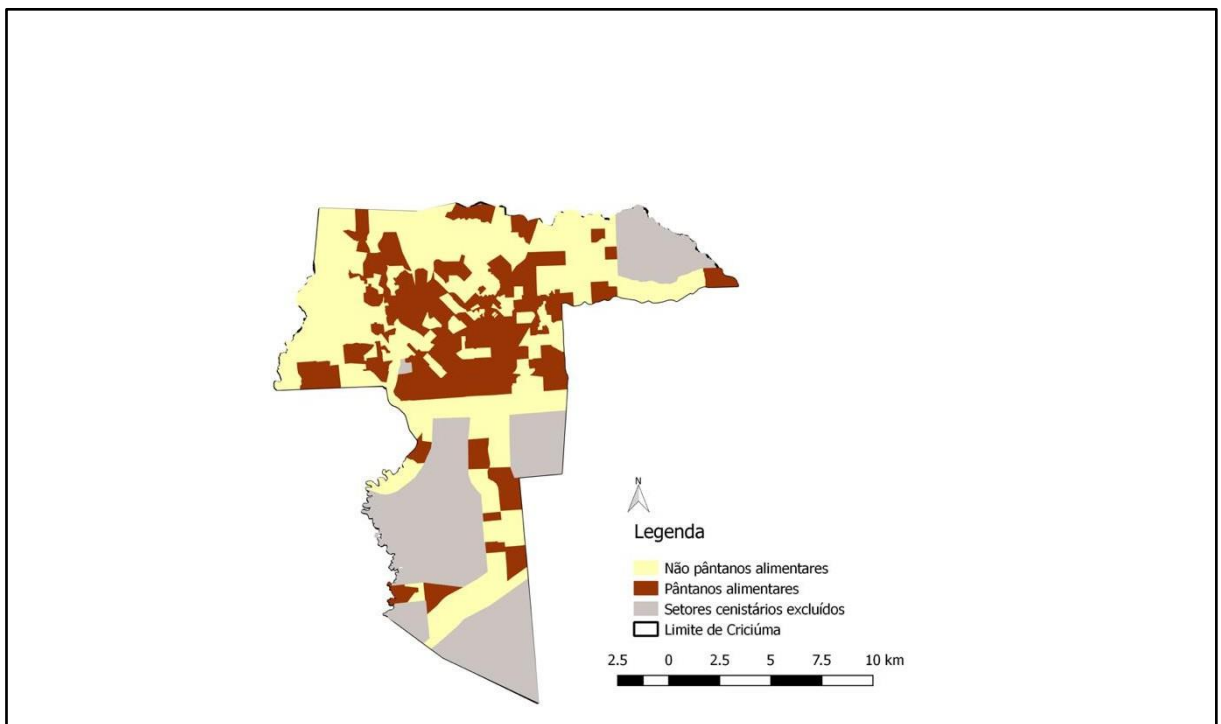 N
Legenda
Não pântanos alimentares
Pântanos alimentares
Setores cenistários excluídos
Limite de Criciúma
2.5 0 2.5 5 7.5 10 km